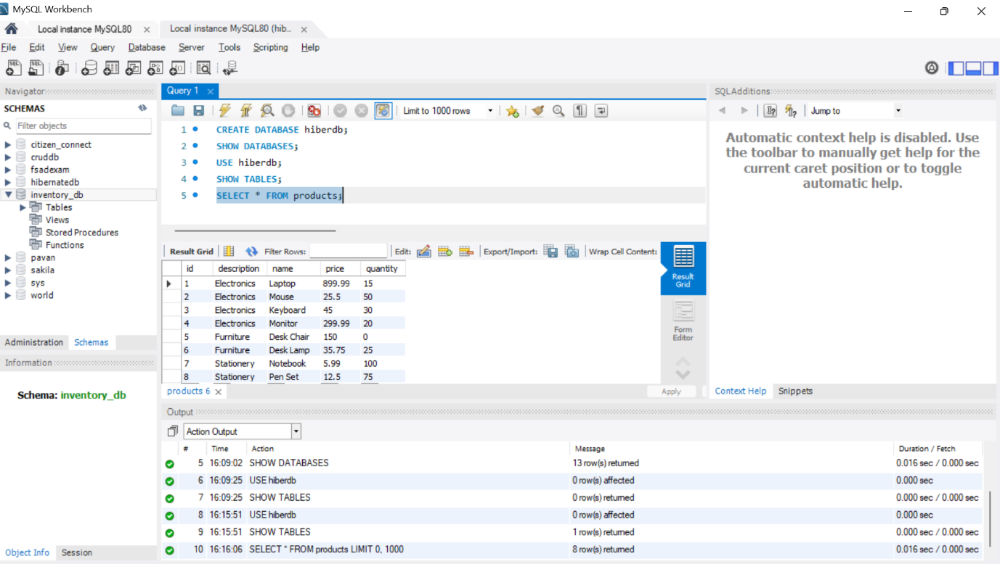 MySQL Workbench
Local instance MySQL80
Local instance MySQL80 (hib...
File Edit View Query Database Server Tools Scripting Help
Navigator
SCHEMAS
Filter objects
citizen_connect
cruddb
fsadexam
hibernatedb
inventory_db
Tables
Views
Stored Procedures
Functions
pavan
sakila
sys
world
Administration Schemas
Information
Schema: inventory_db
Object Info Session
Query 1
Limit to 1000 rows
1 CREATE DATABASE hiberdb;
2 SHOW DATABASES;
3 USE hiberdb;
4 SHOW TABLES;
5 SELECT * FROM products;
Result Grid Filter Rows: Edit: Export/Import: Wrap Cell Content:
id description name price quantity
1 Electronics Laptop 899.99 15
2 Electronics Mouse 25.5 50
3 Electronics Keyboard 45 30
4 Electronics Monitor 299.99 20
5 Furniture Desk Chair 150 0
6 Furniture Desk Lamp 35.75 25
7 Stationery Notebook 5.99 100
8 Stationery Pen Set 12.5 75
Result
Grid
Form
Editor
products 6
Apply
SQLAdditions
Jump to
Automatic context help is disabled. Use
the toolbar to manually get help for the
current caret position or to toggle
automatic help.
Context Help Snippets
Output
Action Output
# Time Action Message Duration / Fetch
5 16:09:02 SHOW DATABASES 13 row(s) returned 0.016 sec / 0.000 sec
6 16:09:25 USE hiberdb 0 row(s) affected 0.000 sec
7 16:09:25 SHOW TABLES 0 row(s) returned 0.000 sec / 0.000 sec
8 16:15:51 USE hiberdb 0 row(s) affected 0.000 sec
9 16:15:51 SHOW TABLES 1 row(s) returned 0.000 sec / 0.000 sec
10 16:16:06 SELECT * FROM products LIMIT 0, 1000 8 row(s) returned 0.016 sec / 0.000 sec